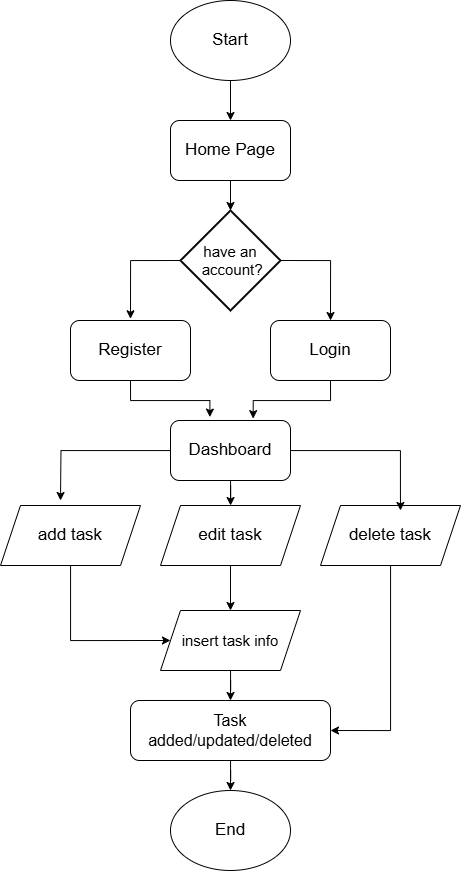 Start
Home Page
have an
account?
Register
Login
Dashboard
add task
edit task
delete task
insert task info
Task
added/updated/deleted
End